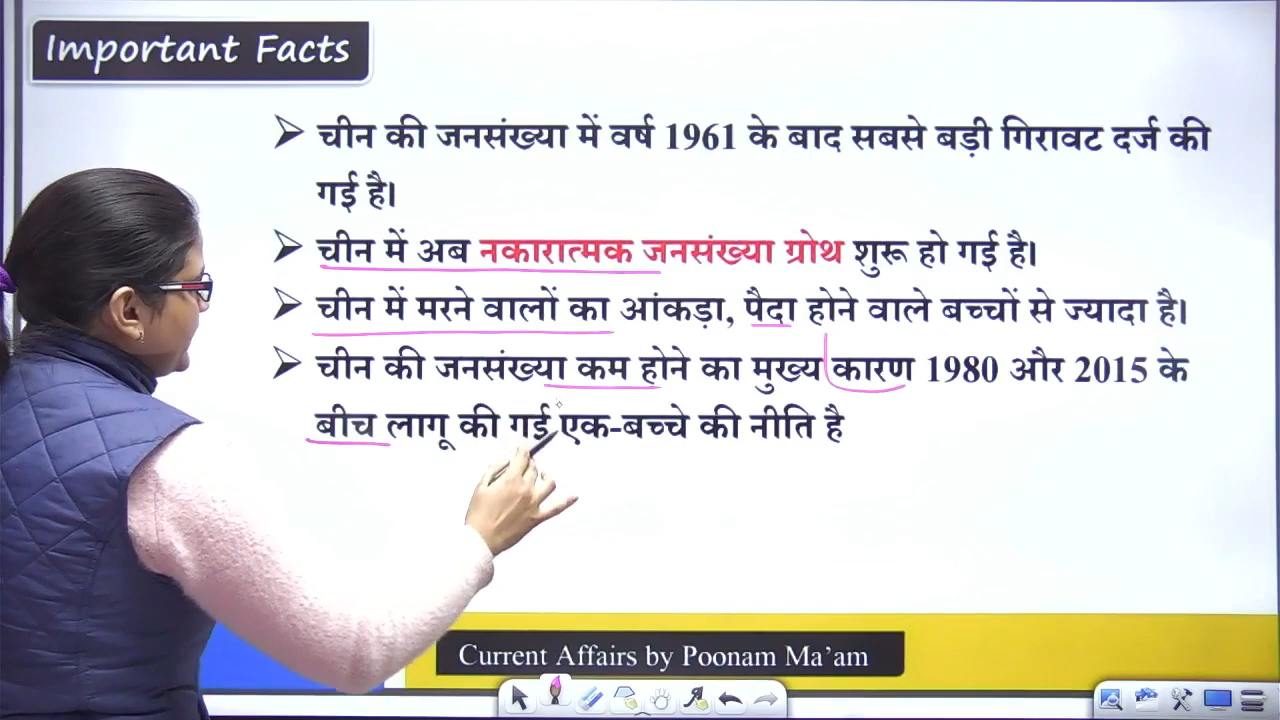 Important Facts
चीन की जनसंख्या में वर्ष 1961 के बाद सबसे बड़ी गिरावट दर्ज की
गई है।
चीन में अब नकारात्मक जनसंख्या ग्रोथ शुरू हो गई है।
चीन में मरने वालों का आंकड़ा, पैदा होने वाले बच्चों से ज्यादा है।
चीन की जनसंख्या कम होने का मुख्य कारण 1980 और 2015 के
बीच लागू की गई एक-बच्चे की नीति है
Current Affairs by Poonam Ma'am